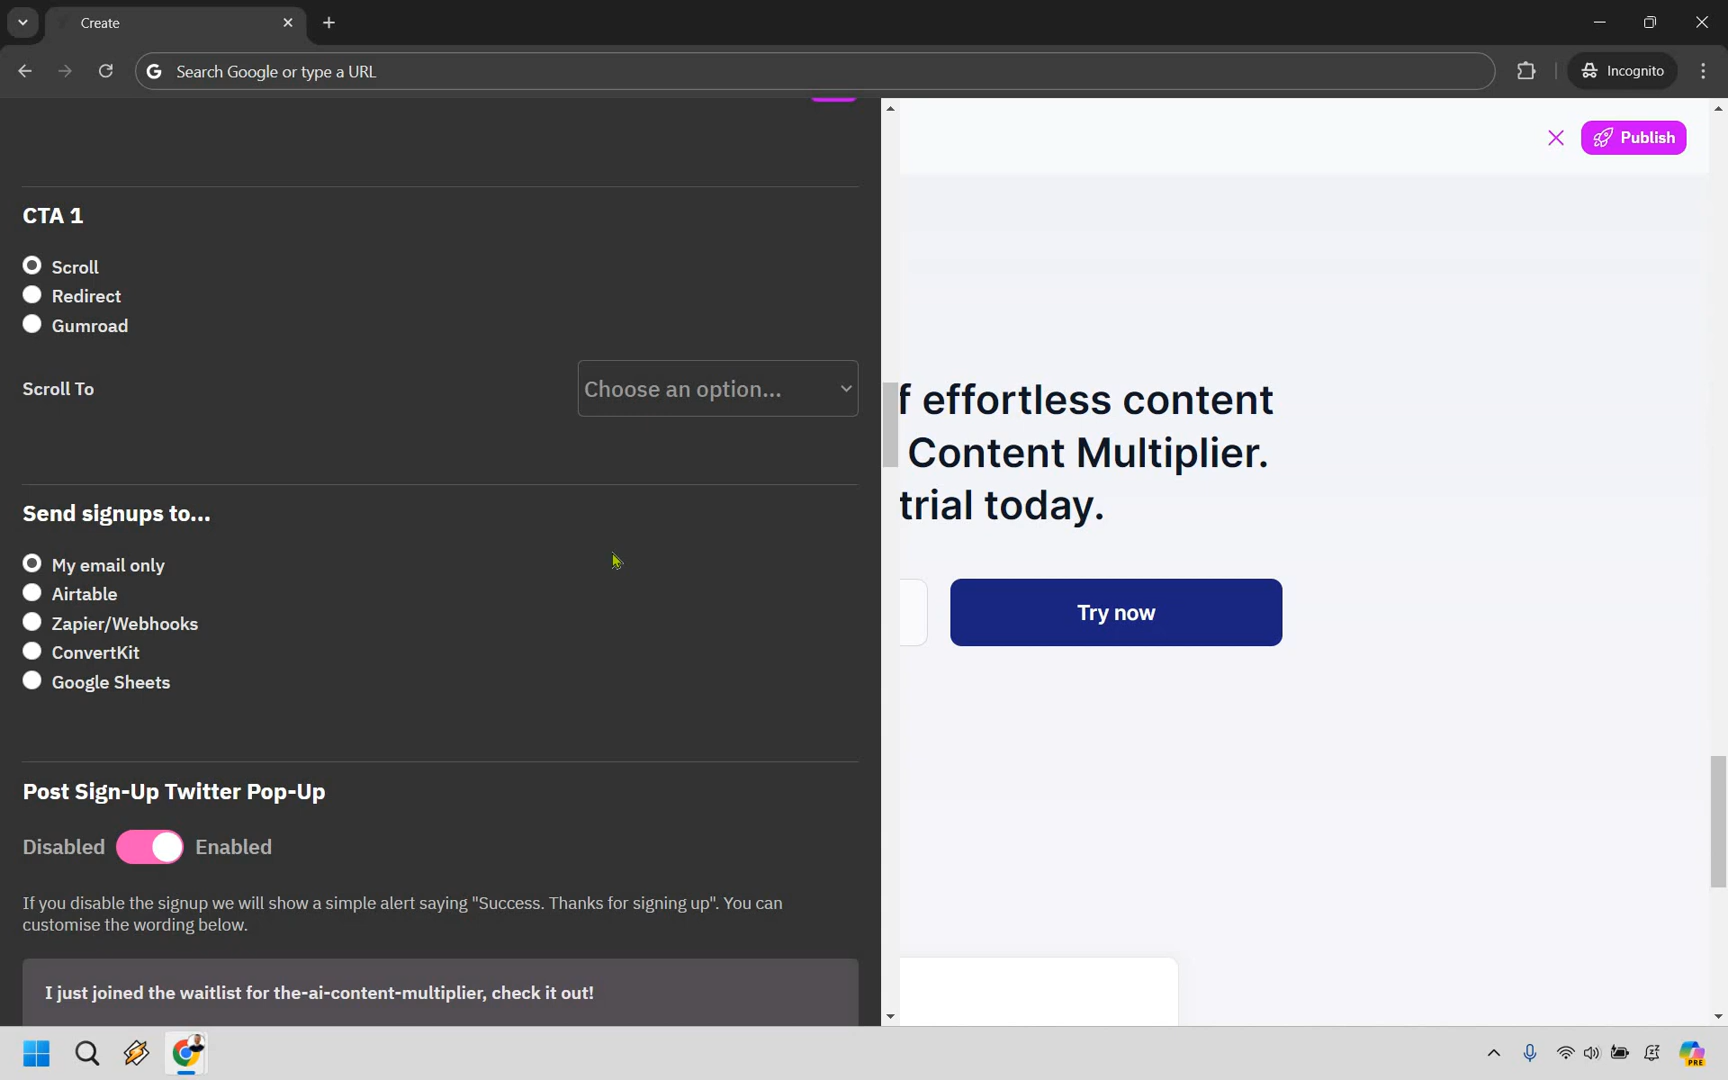 Create
Search Google or type a URL
Incognito
Publish
CTA 1
Scroll
Redirect
Gumroad
Scroll To
Choose an option...
Send signups to...
My email only
Airtable
Zapier/Webhooks
ConvertKit
Google Sheets
Post Sign-Up Twitter Pop-Up
Disabled Enabled
If you disable the signup we will show a simple alert saying "Success. Thanks for signing up". You can
customise the wording below.
I just joined the waitlist for the-ai-content-multiplier, check it out!
f effortless content
Content Multiplier.
trial today.
Try now
PRE